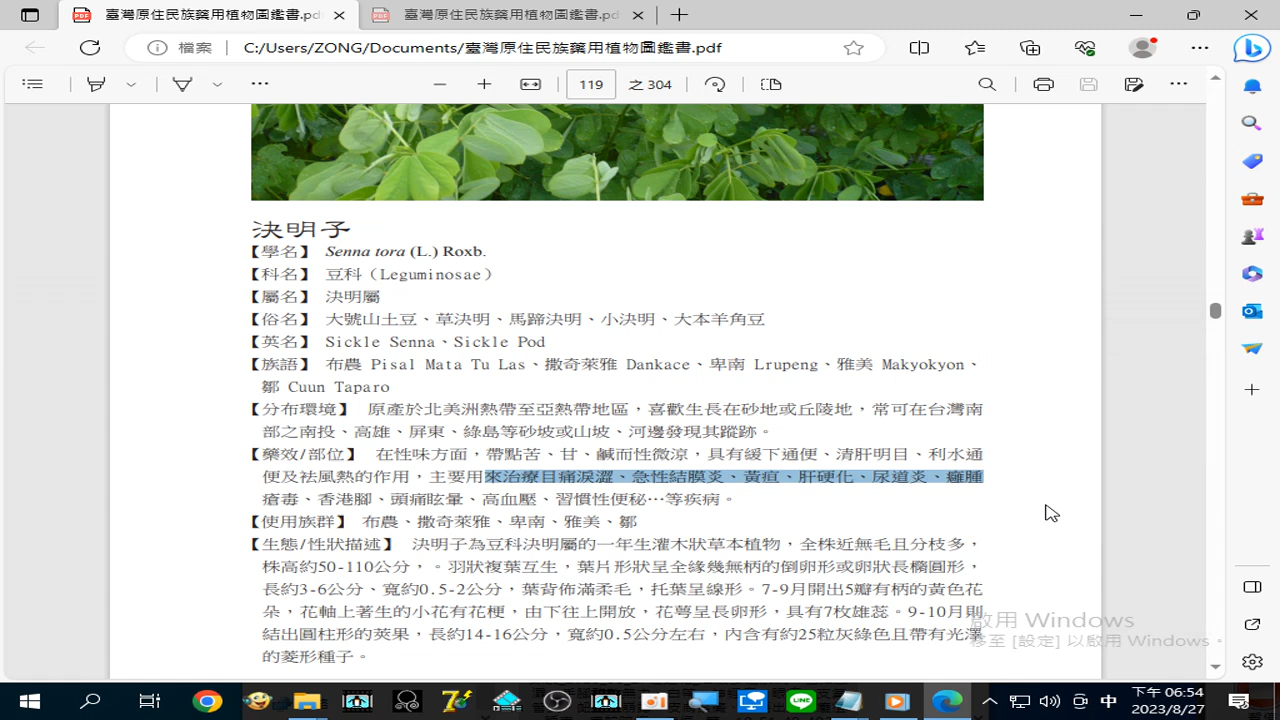 臺灣原住民族藥用植物圖鑑書.pdf
臺灣原住民族藥用植物圖鑑書.pdf
檔案
C:/Users/ZONG/Documents/臺灣原住民族藥用植物圖鑑書.pdf
119 之 304
決明子
【學名】 Senna tora (L.) Roxb.
【科名】 豆科（Leguminosae）
【屬名】 決明屬
【俗名】 大號山土豆、草決明、馬蹄決明、小決明、大本羊角豆
【英名】 Sickle Senna、Sickle Pod
【族語】 布農 Pisal Mata Tu Las、撒奇萊雅 Dankace、卑南 Lrupeng、雅美 Makyokyon、
鄒 Cuun Taparo
【分布環境】 原產於北美洲熱帶至亞熱帶地區，喜歡生長在砂地或丘陵地，常可在台灣南
部之南投、高雄、屏東、綠島等砂坡或山坡、河邊發現其蹤跡。
【藥效/部位】 在性味方面，帶點苦、甘、鹹而性微涼，具有緩下通便、清肝明目、利水通
便及袪風熱的作用，主要用來治療目痛淚澀、急性結膜炎、黃疸、肝硬化、尿道炎、癰腫
瘡毒、香港腳、頭痛眩暈、高血壓、習慣性便秘…等疾病。
【使用族群】 布農、撒奇萊雅、卑南、雅美、鄒
【生態/性狀描述】 決明子為豆科決明屬的一年生灌木狀草本植物，全株近無毛且分枝多，
株高約50-110公分，。羽狀複葉互生，葉片形狀呈全緣幾無柄的倒卵形或卵狀長橢圓形，
長約3-6公分、寬約0.5-2公分，葉背佈滿柔毛，托葉呈線形。7-9月開出5瓣有柄的黃色花
朵，花軸上著生的小花有花梗，由下往上開放，花萼呈長卵形，具有7枚雄蕊。9-10月則
結出圓柱形的莢果，長約14-16公分，寬約0.5公分左右，內含有約25粒灰綠色且帶有光澤
的菱形種子。
啟用 Windows
移至 [設定] 以啟用 Windows。
中
下午 06:54
2023/8/27